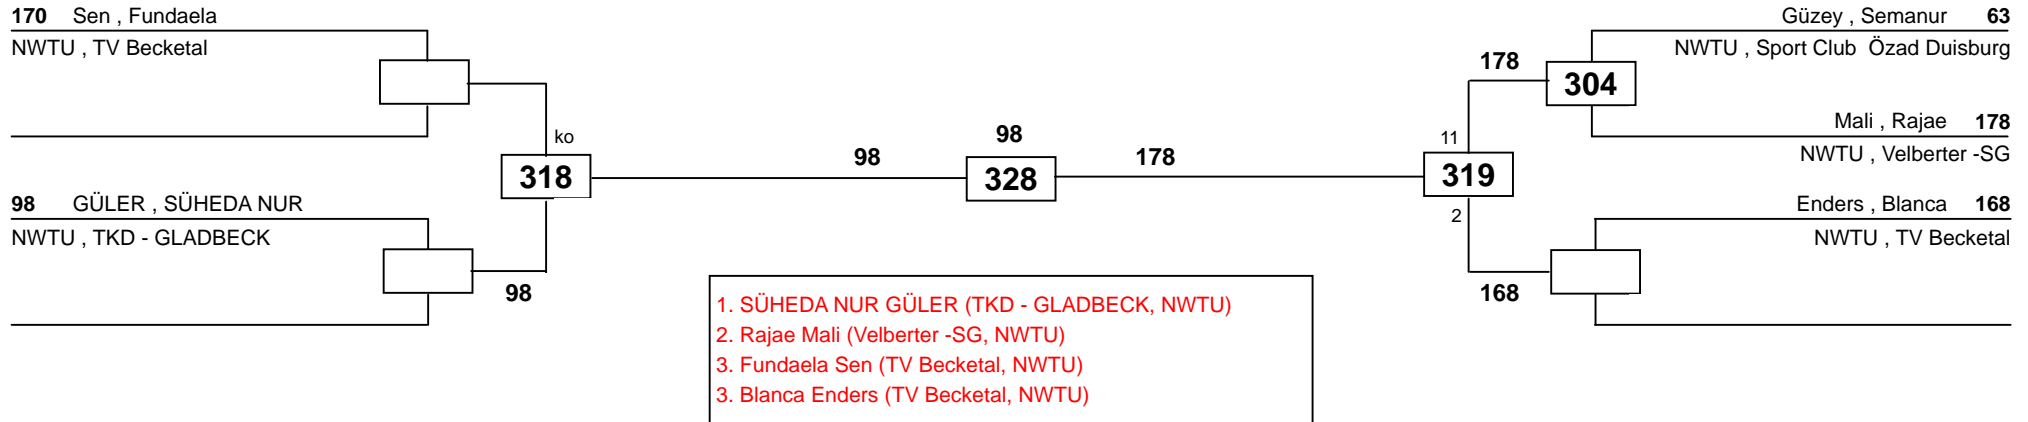 170 Sen , Fundaela
NWTU , TV Becketal
98 GÜLER , SÜHEDA NUR
NWTU , TKD - GLADBECK
98
ko
318
98
98
328
178
11
319
2
178
304
168
Güzey , Semanur 63
NWTU , Sport Club Özad Duisburg
Mali , Rajae 178
NWTU , Velberter -SG
Enders , Blanca 168
NWTU , TV Becketal
1. SÜHEDA NUR GÜLER (TKD - GLADBECK, NWTU)
2. Rajae Mali (Velberter -SG, NWTU)
3. Fundaela Sen (TV Becketal, NWTU)
3. Blanca Enders (TV Becketal, NWTU)